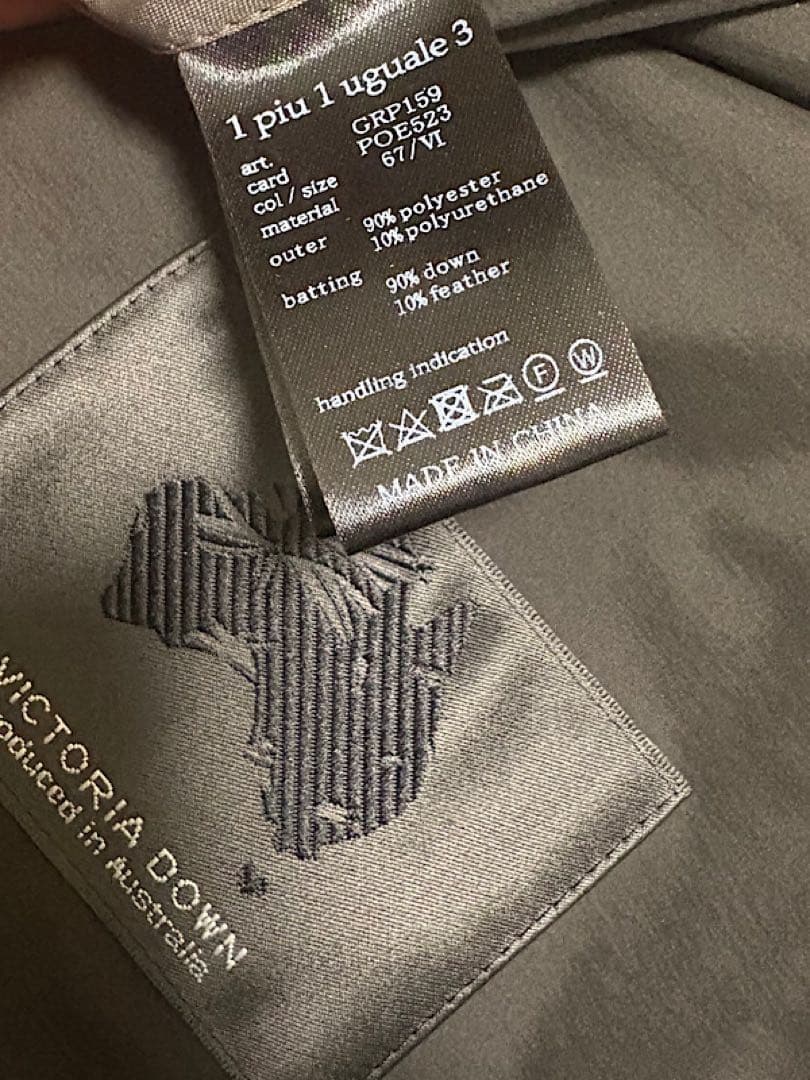 1 piu 1 uguale 3
art. GRP159
card POE523
col / size 67/VI
material
outer 90% polyester
10% polyurethane
batting 90% down
10% feather
handling indication
F W
MADE IN CHINA
VICTORIA DOWN
roduced in Australia